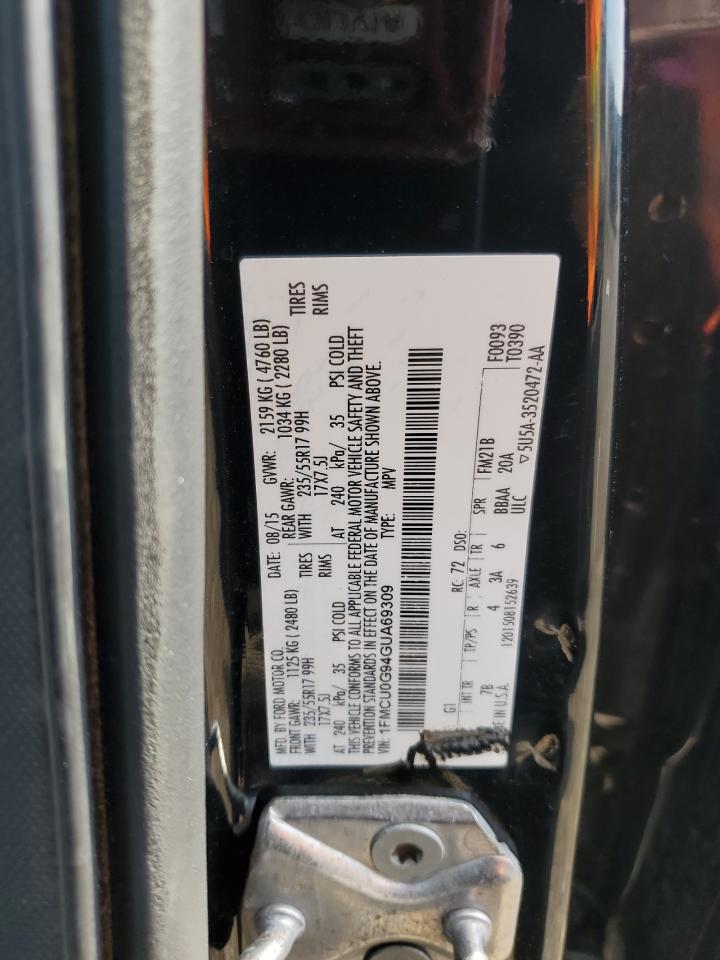 MFD. BY FORD MOTOR CO.
DATE: 08/15 GVWR: 2159 KG ( 4760 LB)
FRONT GAWR: 1125 KG ( 2480 LB) REAR GAWR: 1034 KG ( 2280 LB)
WITH 235/55R17 99H TIRES WITH 235/55R17 99H TIRES
17X7.5J RIMS 17X7.5J RIMS
AT 240 kPa/ 35 PSI COLD AT 240 kPa/ 35 PSI COLD
THIS VEHICLE CONFORMS TO ALL APPLICABLE FEDERAL MOTOR VEHICLE SAFETY AND THEFT
PREVENTION STANDARDS IN EFFECT ON THE DATE OF MANUFACTURE SHOWN ABOVE.
VIN: 1FMCU0G94GUA69309 TYPE: MPV
F0093
T0390
G1 RC: 72 DSO: FM21B
INT TR TP/PS R AXLE TR SPR
7B 4 3A 6 BBAA 20A
E IN U.S.A. ULC
1201508152639 ▽5U5A-3520472-AA